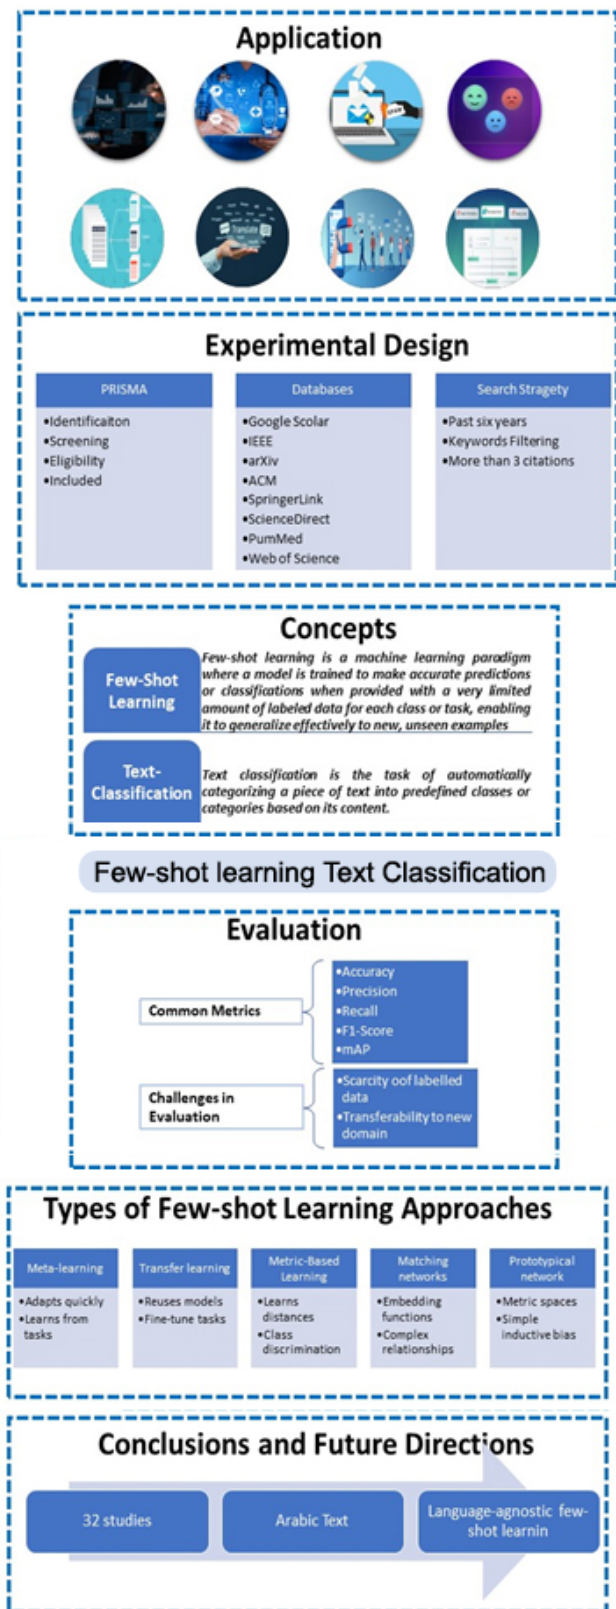 Application
SPAM
Translate
Experimental Design
PRISMA
•Identificaiton
•Screening
•Eligibility
•Included
Databases
•Google Scolar
•IEEE
•arXiv
•ACM
•SpringerLink
•ScienceDirect
•PumMed
•Web of Science
Search Stragety
•Past six years
•Keywords Filtering
•More than 3 citations
Concepts
Few-Shot
Learning
Few-shot learning is a machine learning paradigm
where a model is trained to make accurate predictions
or classifications when provided with a very limited
amount of labeled data for each class or task, enabling
it to generalize effectively to new, unseen examples
Text-
Classification
Text classification is the task of automatically
categorizing a piece of text into predefined classes or
categories based on its content.
Few-shot learning Text Classification
Evaluation
Common Metrics
•Accuracy
•Precision
•Recall
•F1-Score
•mAP
Challenges in
Evaluation
•Scarcity oof labelled
data
•Transferability to new
domain
Types of Few-shot Learning Approaches
Meta-learning
•Adapts quickly
•Learns from
tasks
Transfer learning
•Reuses models
•Fine-tune tasks
Metric-Based
Learning
•Learns
distances
•Class
discrimination
Matching
networks
•Embedding
functions
•Complex
relationships
Prototypical
network
•Metric spaces
•Simple
inductive bias
Conclusions and Future Directions
32 studies
Arabic Text
Language-agnostic few-
shot learnin